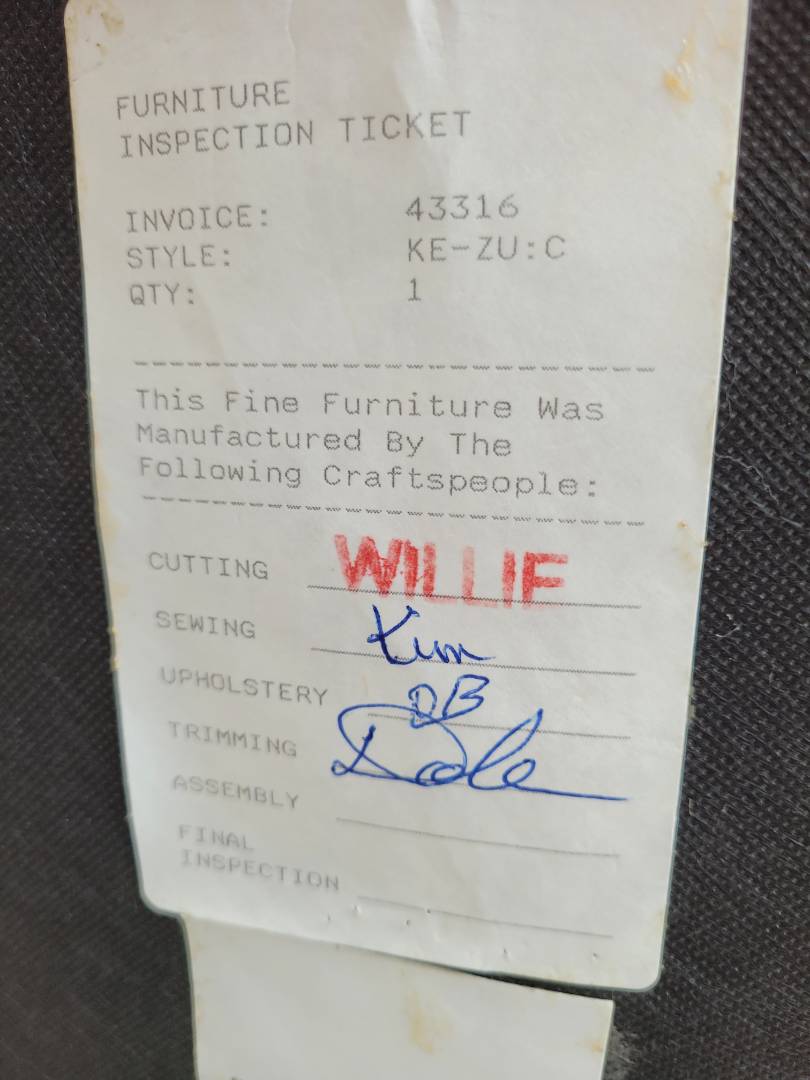 FURNITURE
INSPECTION TICKET
INVOICE: 43316
STYLE: KE-ZU:C
QTY: 1
This Fine Furniture Was
Manufactured By The
Following Craftspeople:
CUTTING WILLIE
SEWING Kim
UPHOLSTERY DB
TRIMMING Dale
ASSEMBLY
FINAL
INSPECTION